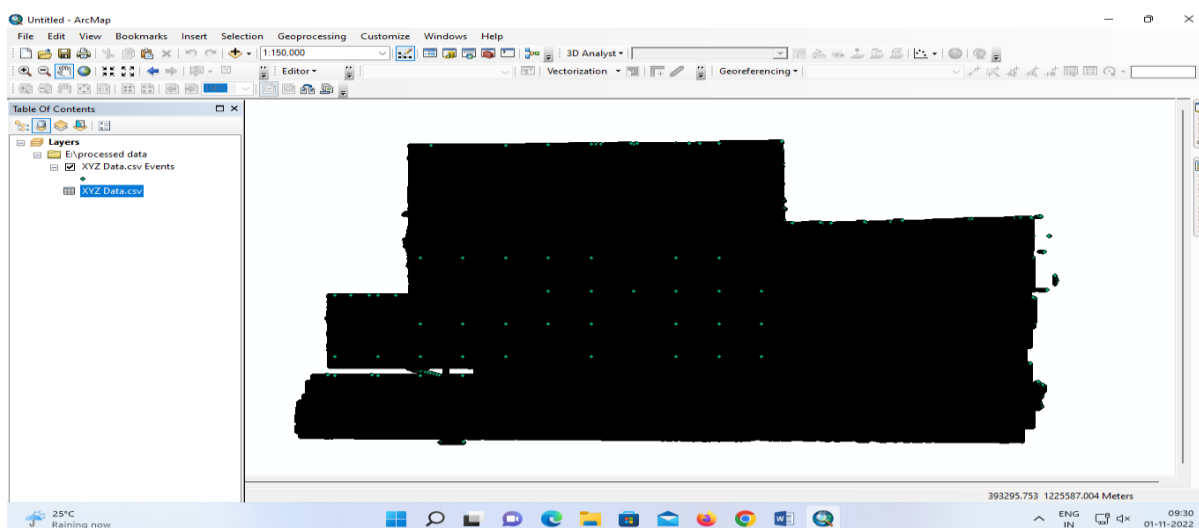 Untitled - ArcMap
File Edit View Bookmarks Insert Selection Geoprocessing Customize Windows Help
1:150,000 3D Analyst
Editor Vectorization Georeferencing
Table Of Contents
Layers
E:\processed data
XYZ Data.csv Events
XYZ Data.csv
393295.753 1225587.004 Meters
25°C
Raining now
ENG
IN
09:30
01-11-2023